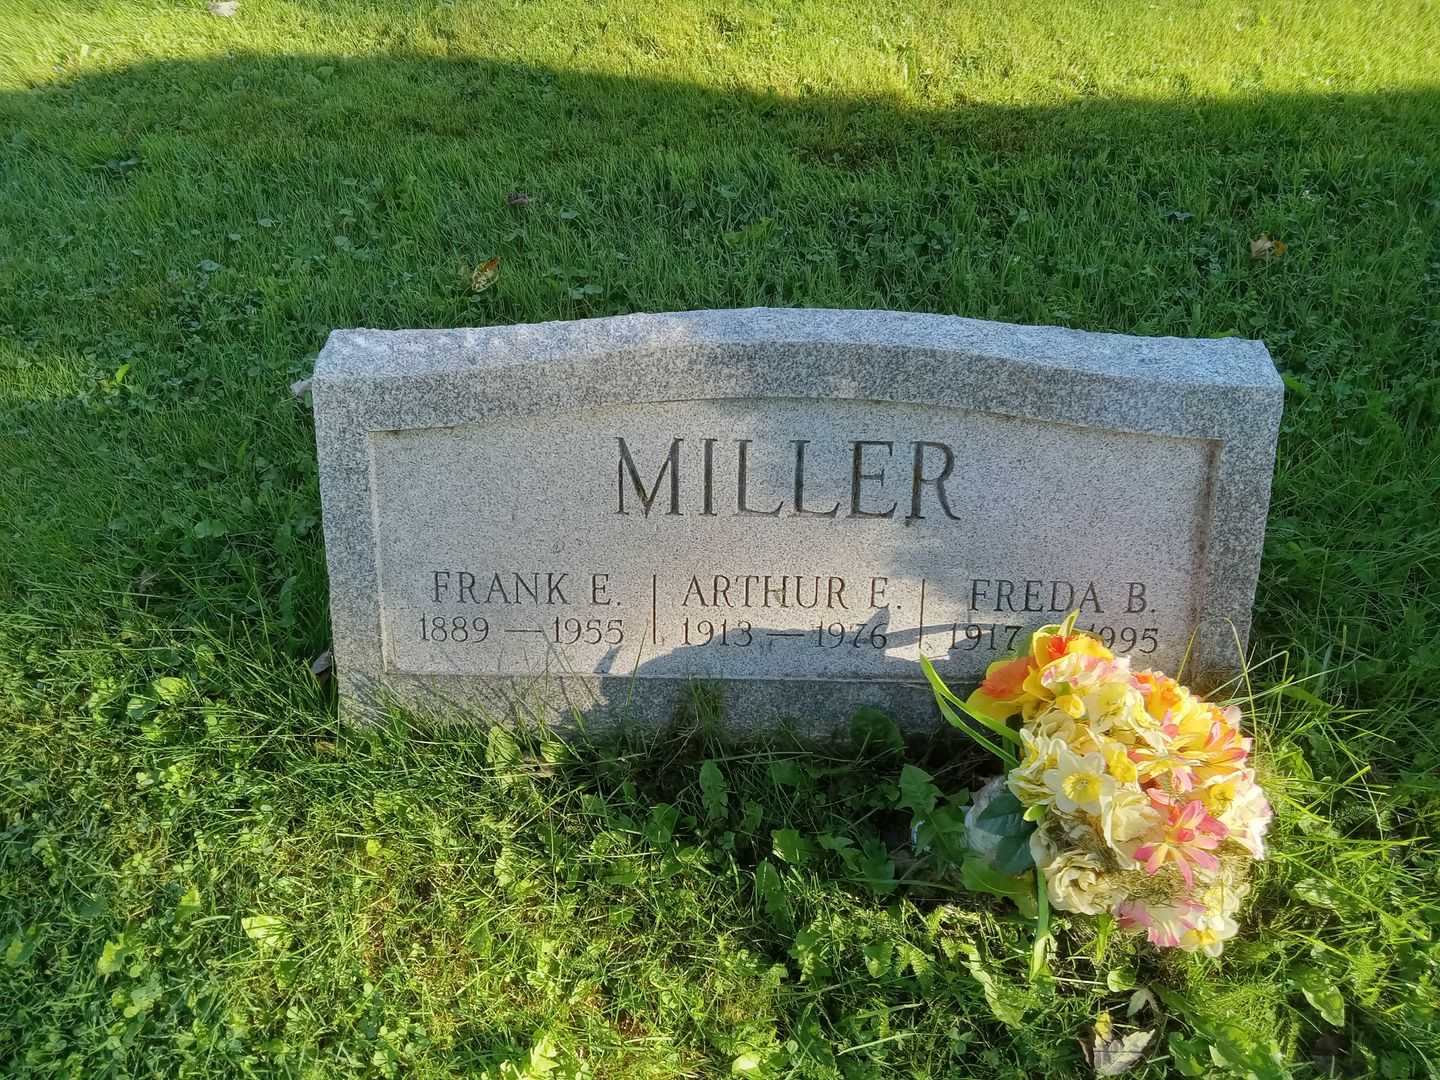 MILLER
FRANK E. ARTHUR E. FREDA B.
1889 — 1955 1913 — 1976 1917 1995